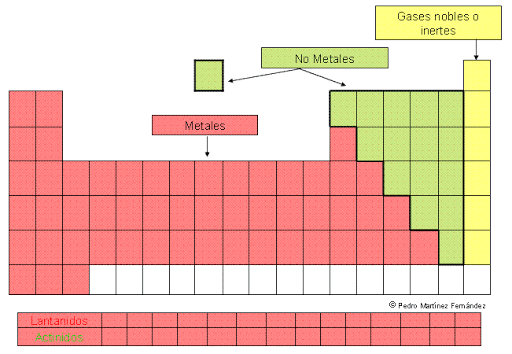 Gases nobles o
inertes
No Metales
Metales
© Pedro Martínez Fernández
Lantanidos
Actinidos